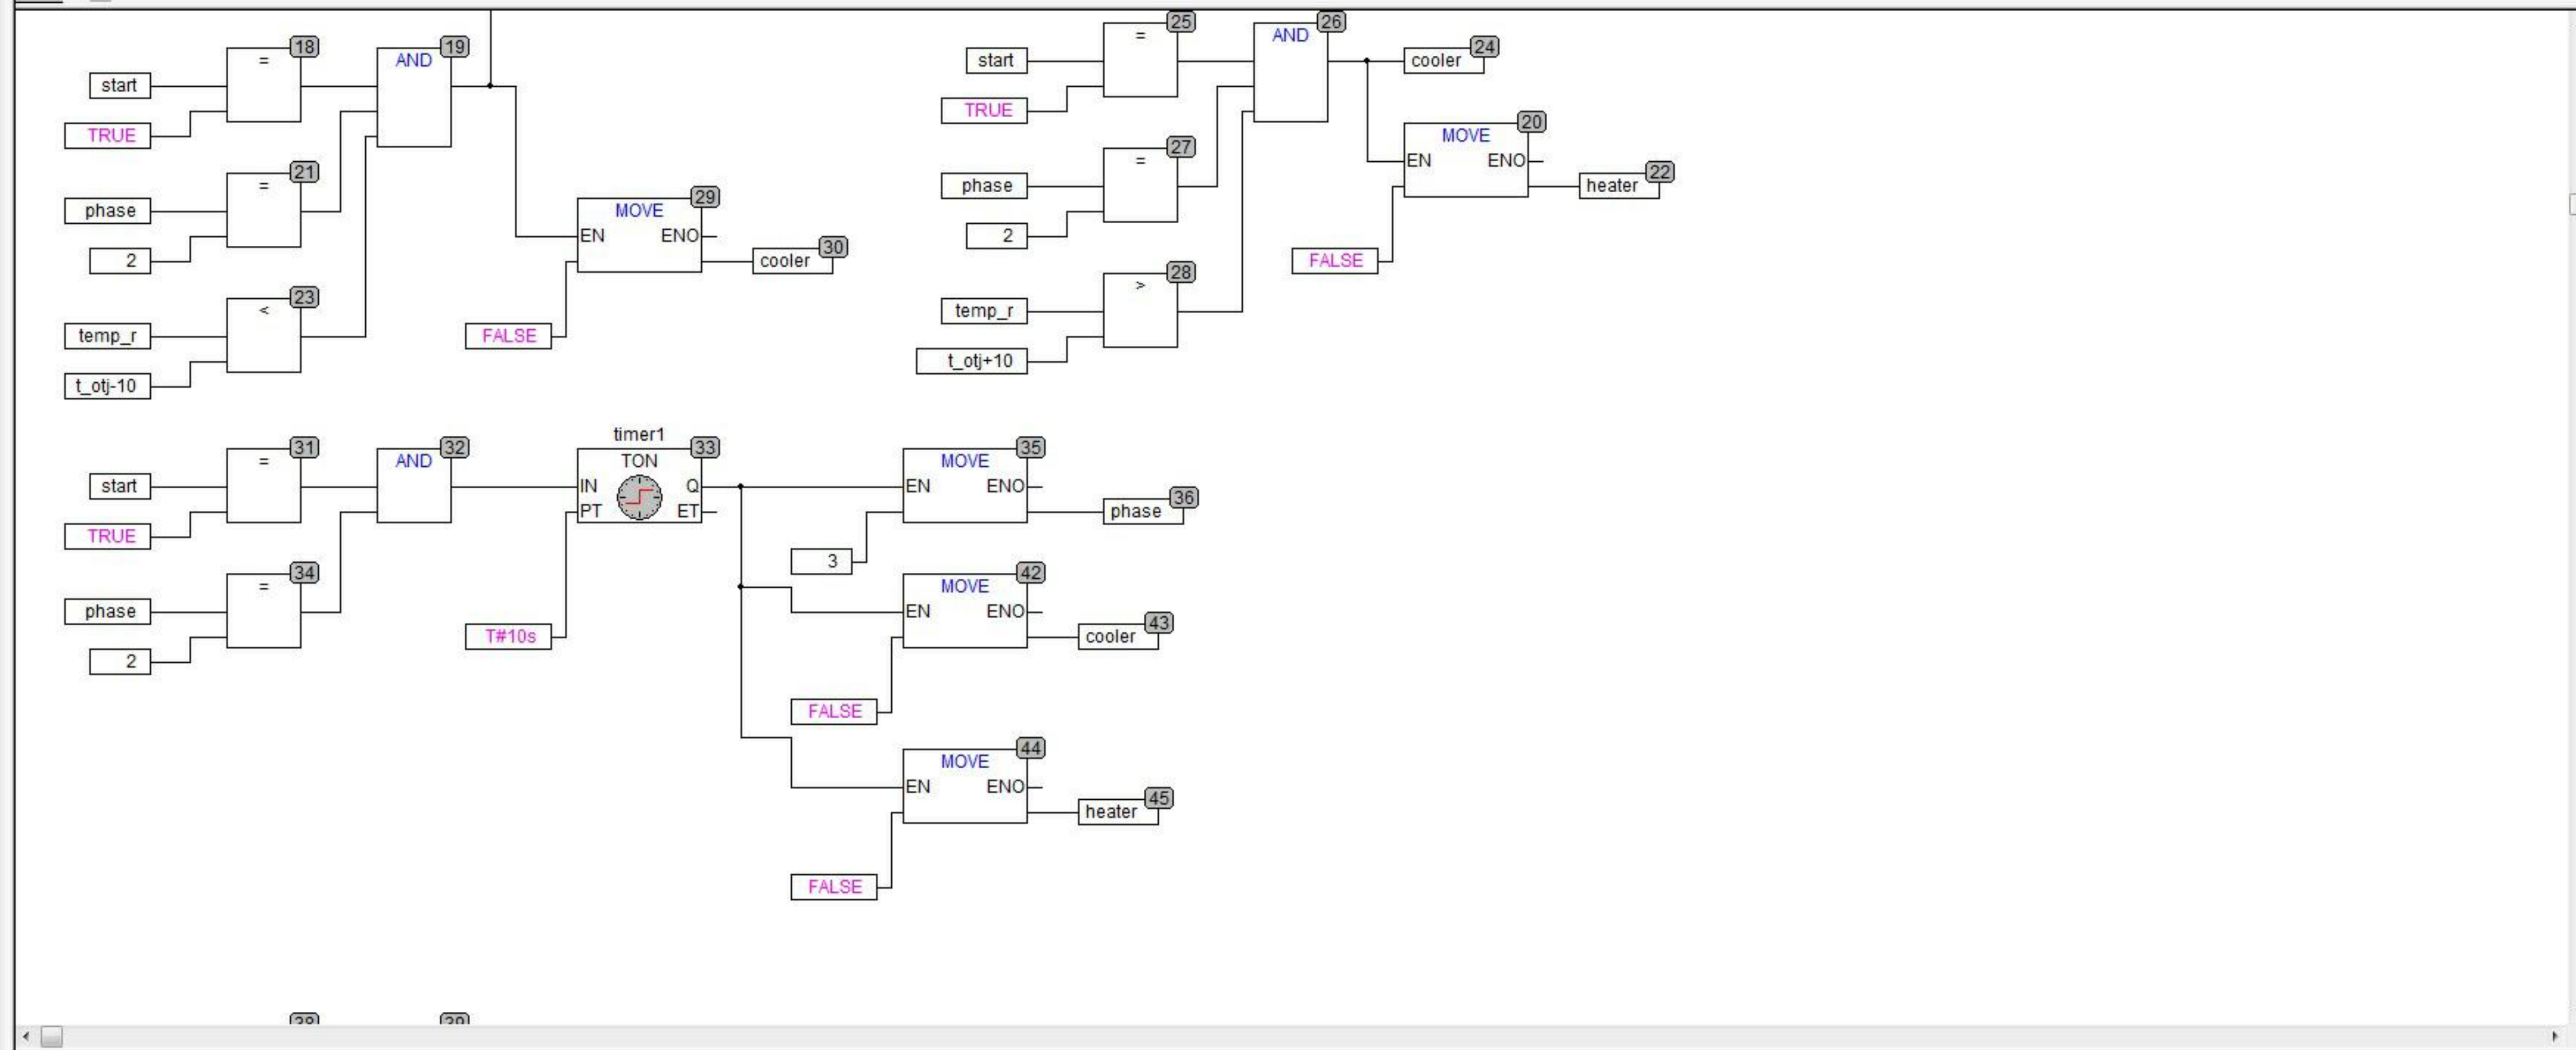 18
=
19
AND
start
TRUE
21
=
phase
2
23
<
temp_r
t_otj-10
29
MOVE
EN ENO
30
cooler
FALSE
25
=
26
AND
start
TRUE
24
cooler
27
=
phase
2
20
MOVE
EN ENO
22
heater
FALSE
28
>
temp_r
t_otj+10
31
=
32
AND
start
TRUE
34
=
phase
2
timer1
33
TON
IN Q
PT ET
T#10s
35
MOVE
EN ENO
36
phase
3
42
MOVE
EN ENO
43
cooler
FALSE
44
MOVE
EN ENO
45
heater
FALSE
38
39